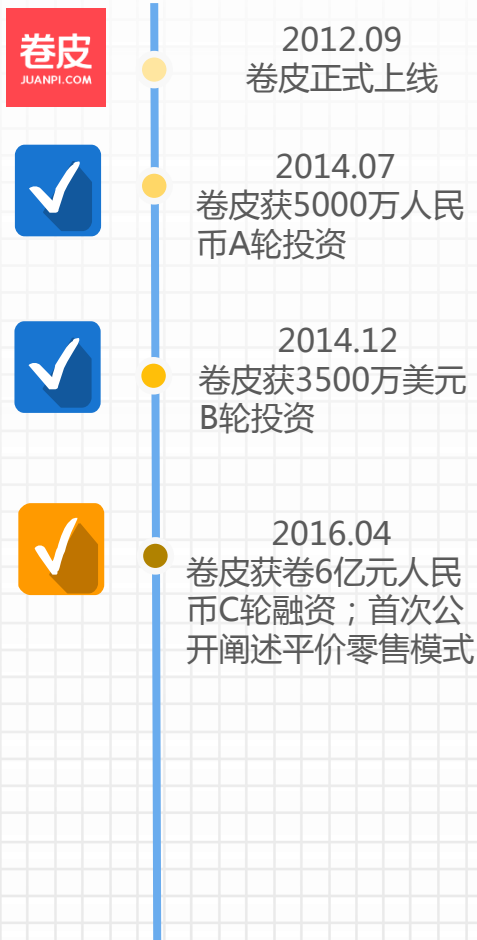 卷皮
JUANPI.COM
2012.09
卷皮正式上线
2014.07
卷皮获5000万人民
币A轮投资
2014.12
卷皮获3500万美元
B轮投资
2016.04
卷皮获卷6亿元人民
币C轮融资；首次公
开阐述平价零售模式